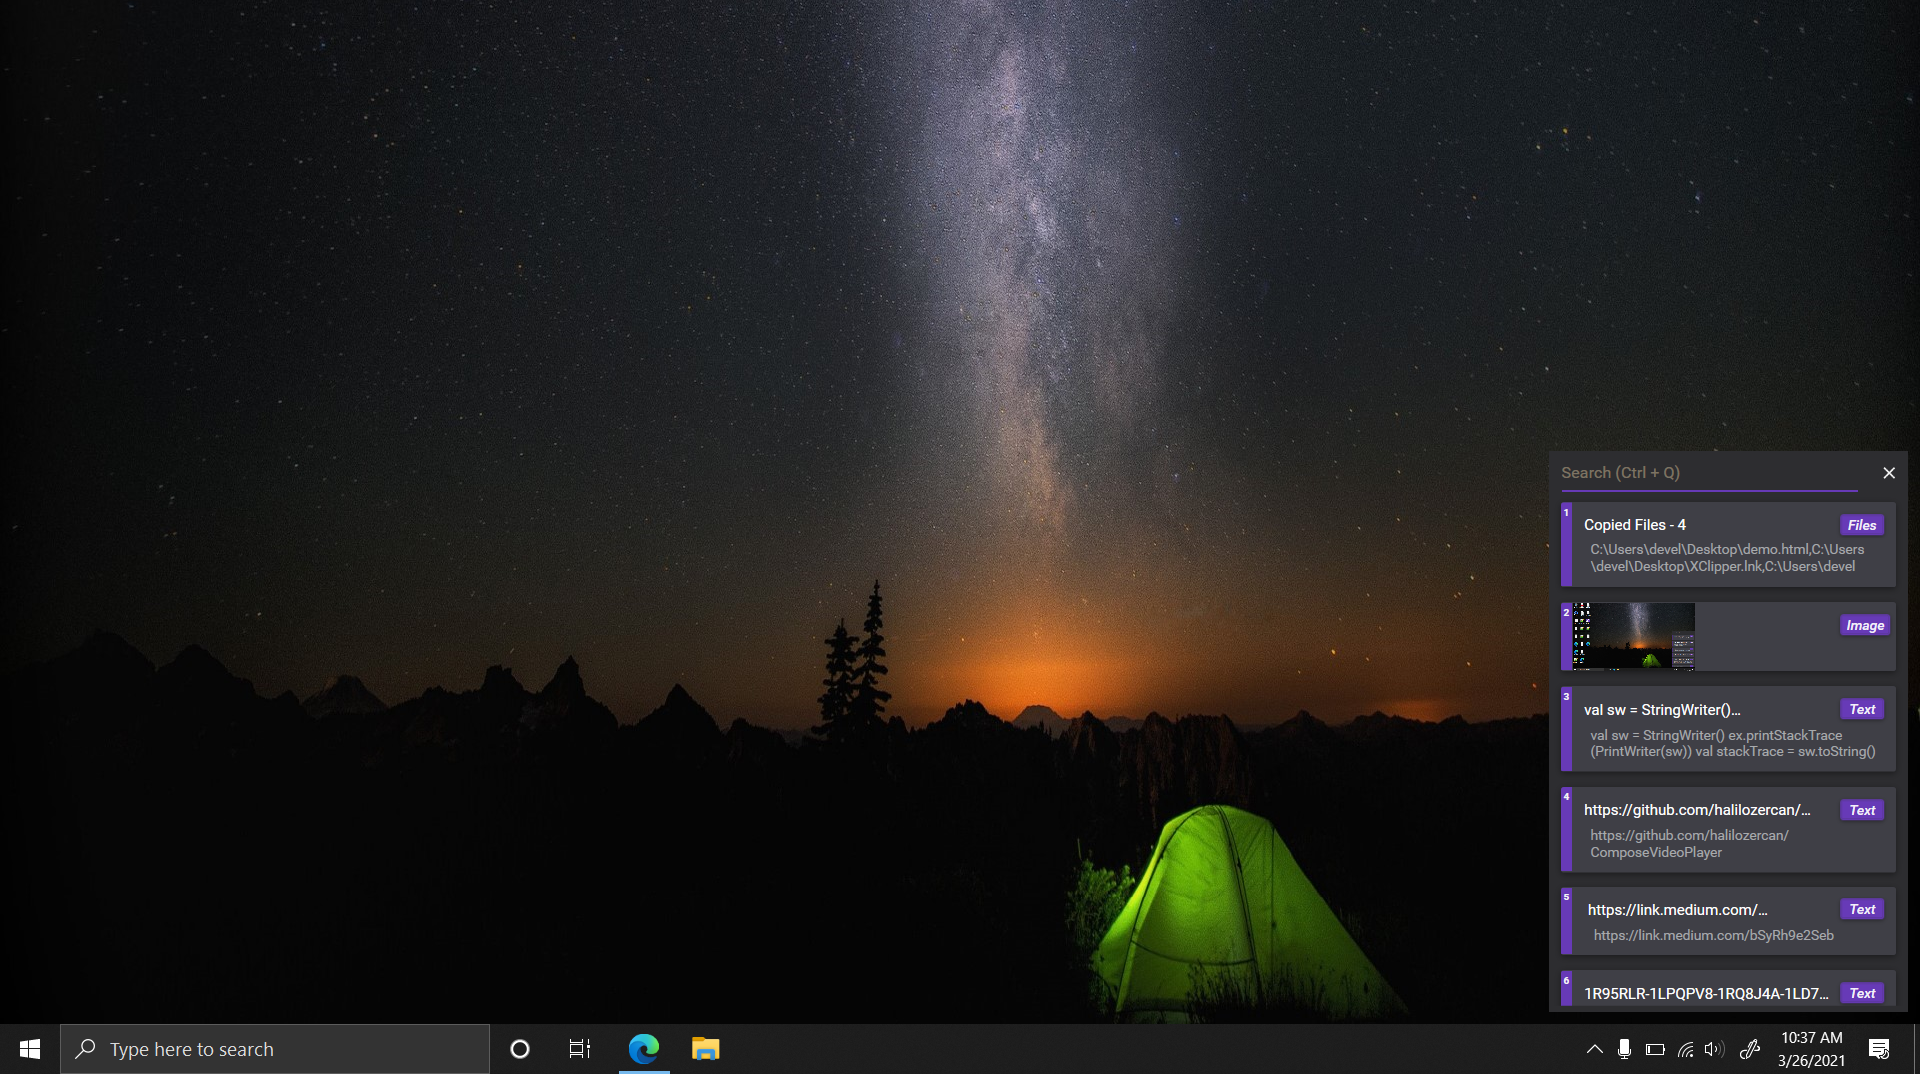 Search (Ctrl + Q)
1
Copied Files - 4
Files
C:\Users\devel\Desktop\demo.html,C:\Users
\devel\Desktop\XClipper.lnk,C:\Users\devel
2
Image
3
val sw = StringWriter()...
Text
val sw = StringWriter() ex.printStackTrace
(PrintWriter(sw)) val stackTrace = sw.toString()
4
https://github.com/halilozercan/...
Text
https://github.com/halilozercan/
ComposeVideoPlayer
5
https://link.medium.com/...
Text
https://link.medium.com/bSyRh9e2Seb
6
1R95RLR-1LPQPV8-1RQ8J4A-1LD7...
Text
Type here to search
10:37 AM
3/26/2021